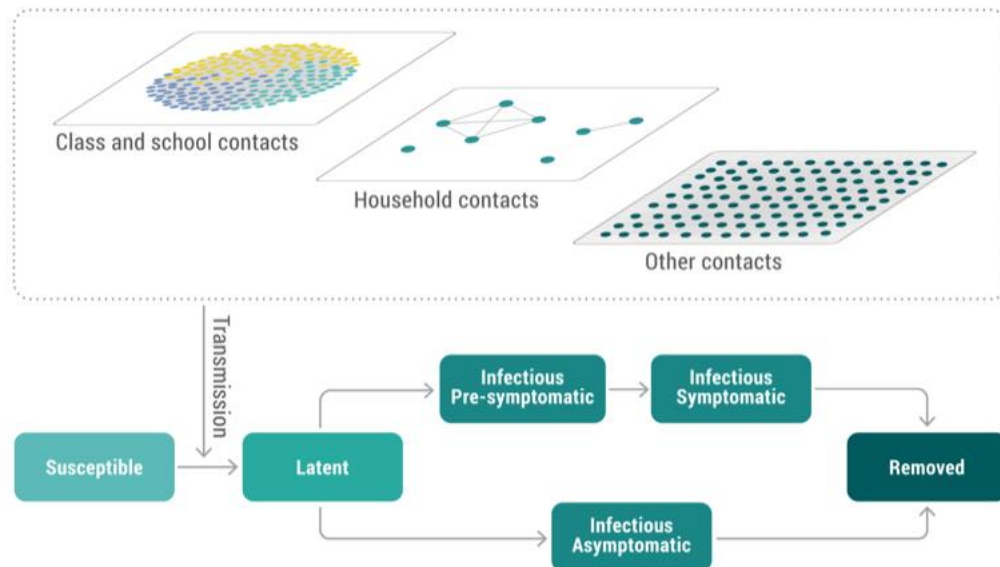 Class and school contacts
Household contacts
Other contacts
Transmission
Infectious
Pre-symptomatic
Infectious
Symptomatic
Susceptible
Latent
Removed
Infectious
Asymptomatic